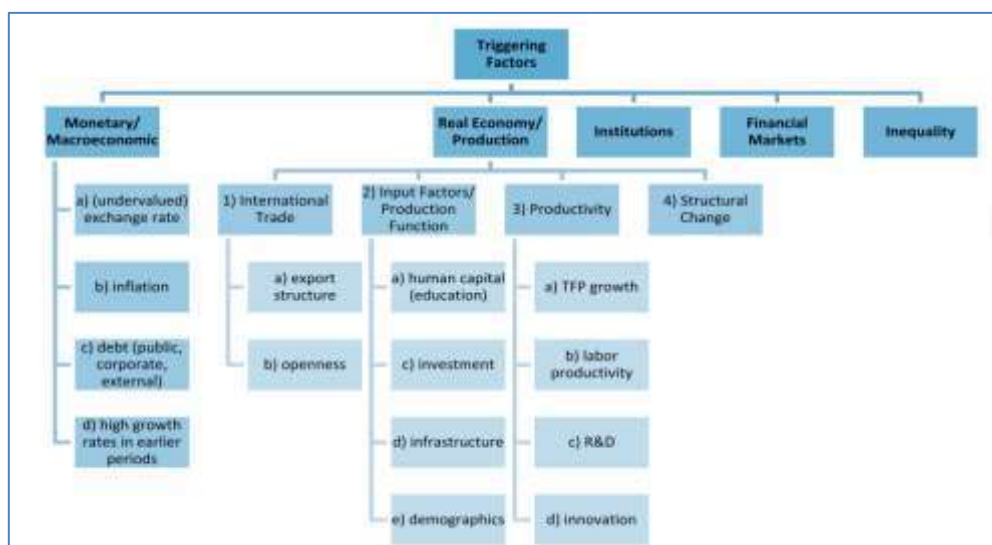 Triggering
Factors
Monetary/
Macroeconomic
Real Economy/
Production
Institutions
Financial
Markets
Inequality
a) (undervalued)
exchange rate
b) inflation
c) debt (public,
corporate,
external)
d) high growth
rates in earlier
periods
1) International
Trade
a) export
structure
b) openness
2) Input Factors/
Production
Function
a) human capital
(education)
c) investment
d) infrastructure
e) demographics
3) Productivity
a) TFP growth
b) labor
productivity
c) R&D
d) innovation
4) Structural
Change